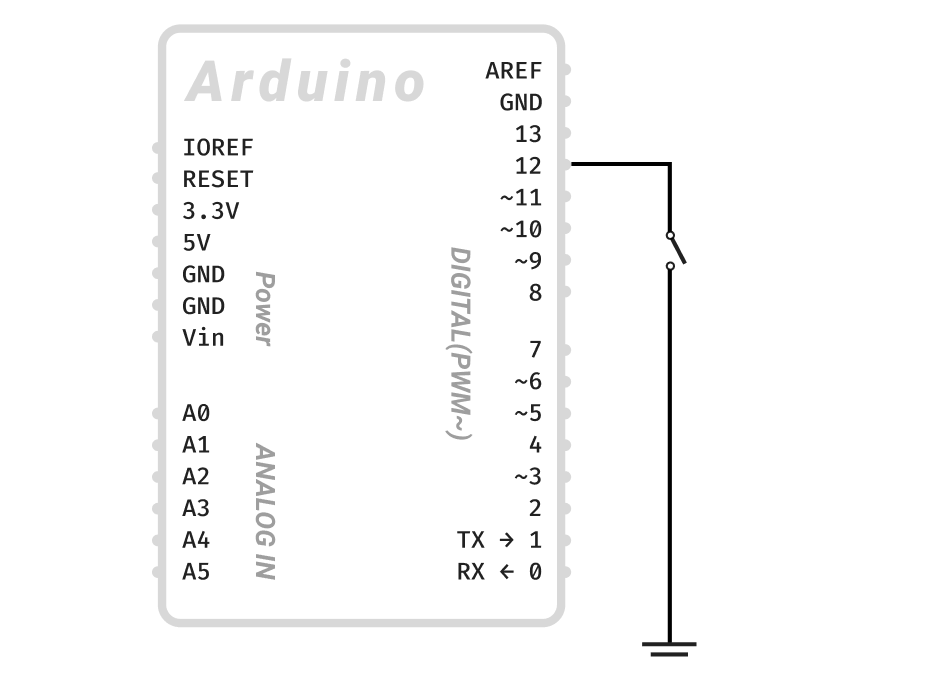 Arduino
IOREF
RESET
3.3V
5V
GND
GND
Vin
Power
A0
A1
A2
A3
A4
A5
ANALOG IN
AREF
GND
13
12
~11
~10
~9
8
7
~6
~5
4
~3
2
TX → 1
RX ← 0
DIGITAL(PWM~)